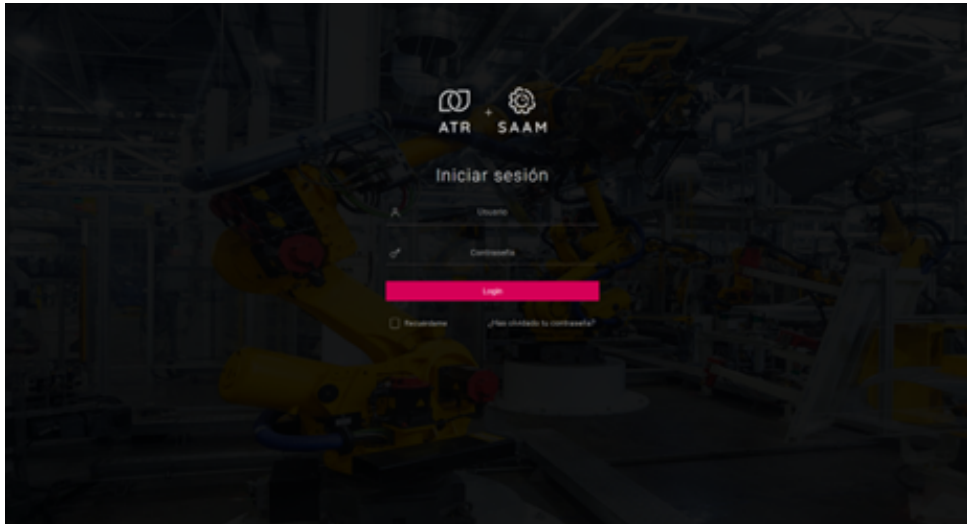 ATR + SAAM
Iniciar sesión
Usuario
Contraseña
Login
Recuérdame ¿Has olvidado tu contraseña?